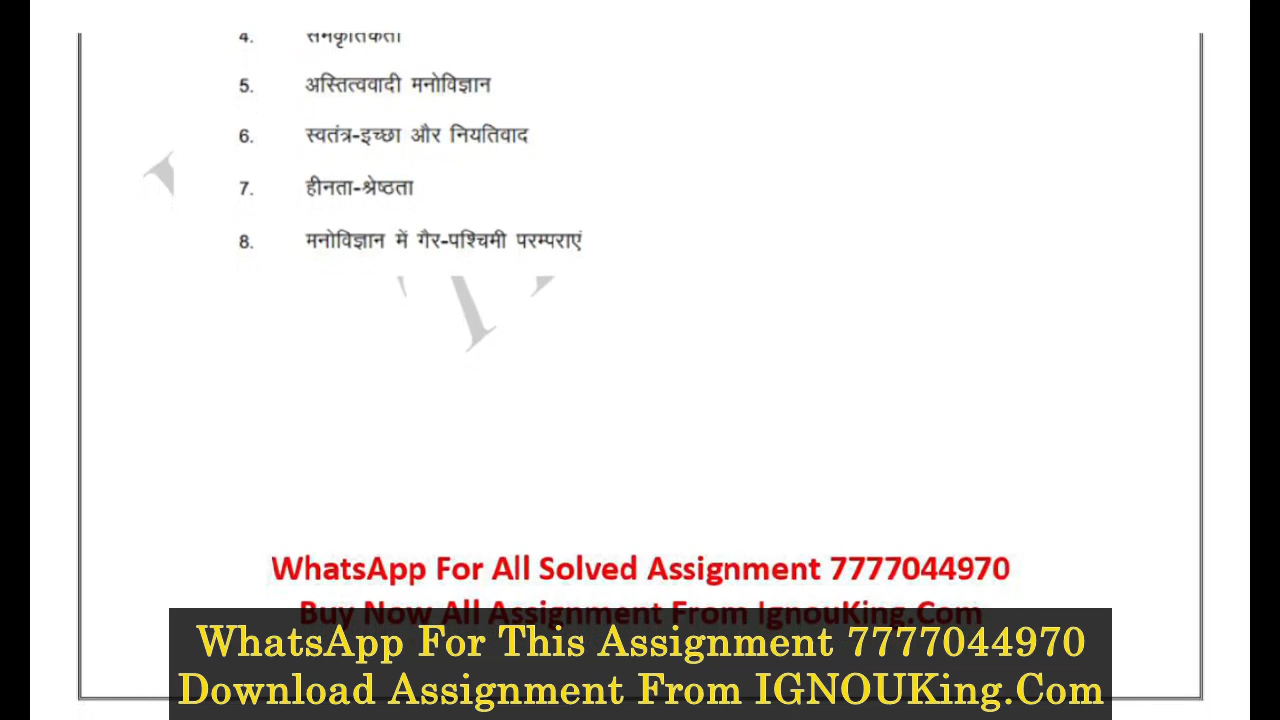 4. समकृतिकता
5. अस्तित्ववादी मनोविज्ञान
6. स्वतंत्र-इच्छा और नियतिवाद
7. हीनता-श्रेष्ठता
8. मनोविज्ञान में गैर-पश्चिमी परम्पराएं
WhatsApp For All Solved Assignment 7777044970
Buy Now All Assignment From IgnouKing.Com
WhatsApp For This Assignment 7777044970
Download Assignment From IGNOUKing.Com